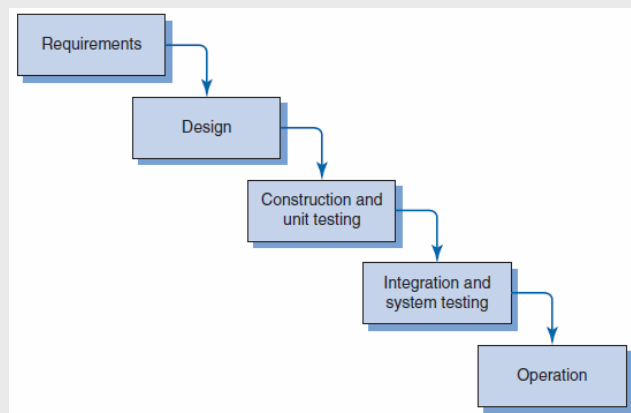 Requirements
Design
Construction and
unit testing
Integration and
system testing
Operation